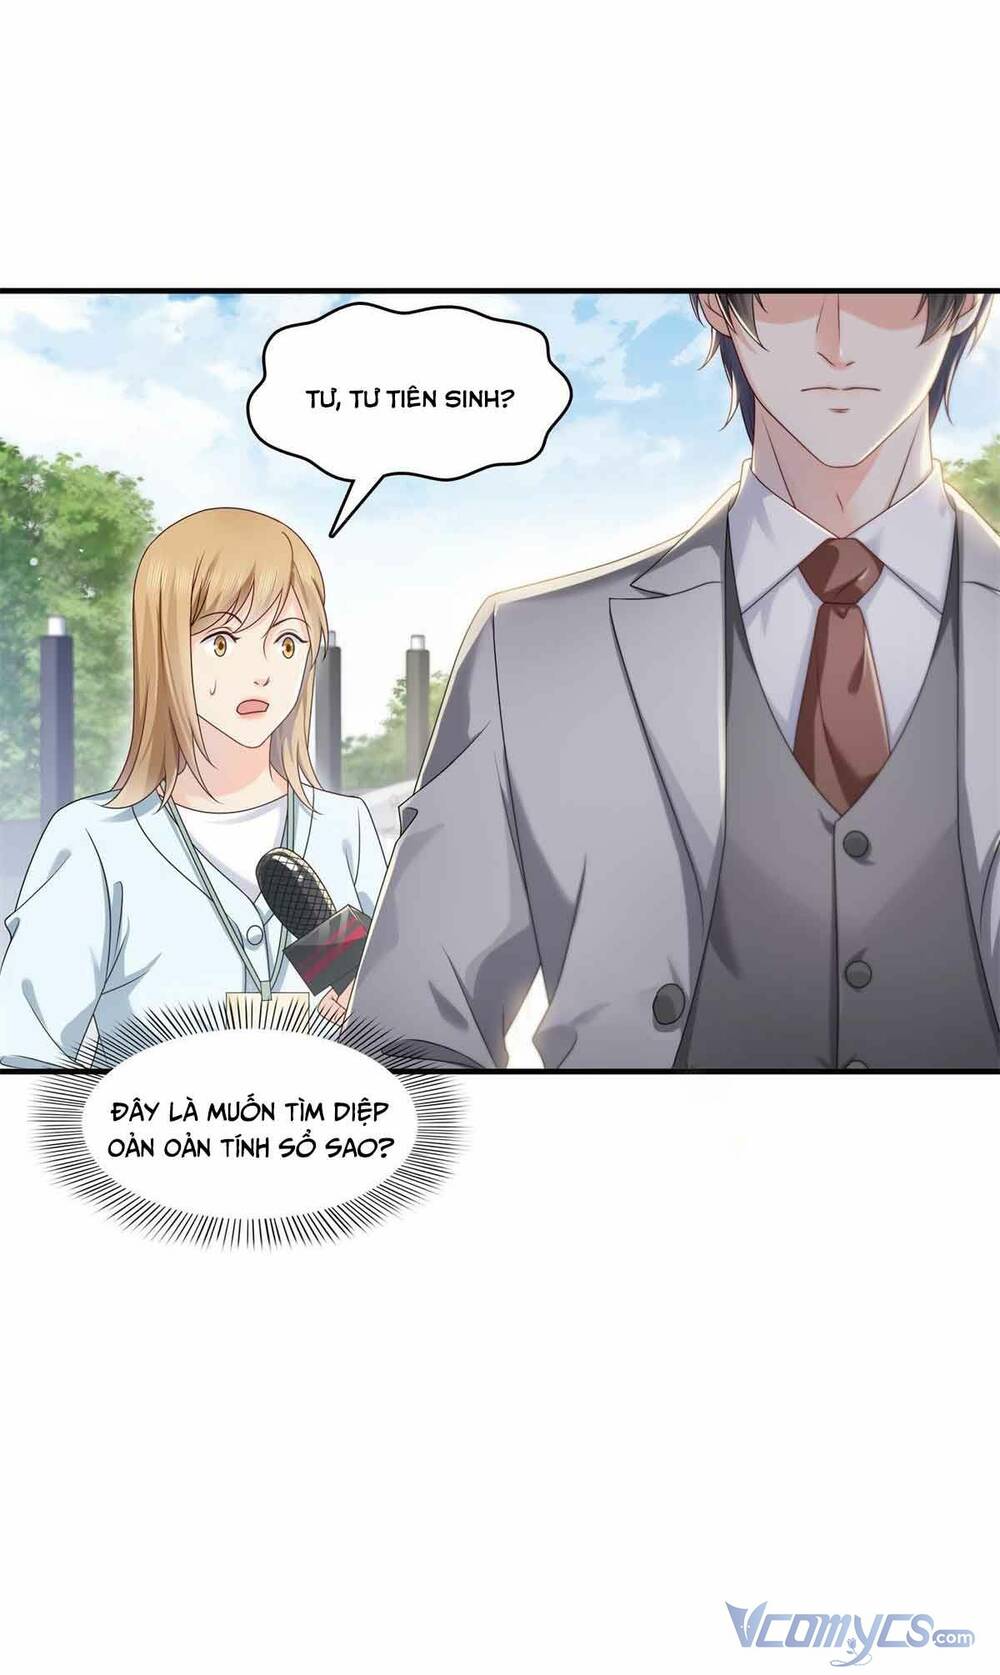 TƯ, TƯ TIÊN SINH?
ĐÂY LÀ MUỐN TÌM DIỆP
OẢN OẢN TÍNH SỔ SAO?
VCOMYCS.com